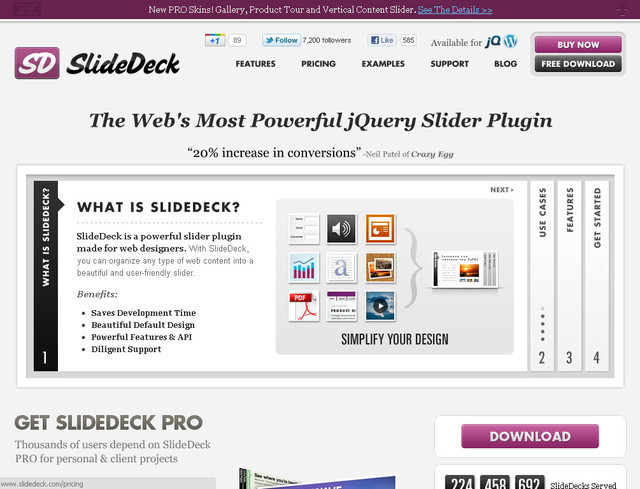 New PRO Skins! Gallery, Product Tour and Vertical Content Slider. See The Details >>
+1 89 Follow 7,200 followers Like 585 Available for jQ W
BUY NOW
FREE DOWNLOAD
SD SlideDeck
FEATURES PRICING EXAMPLES SUPPORT BLOG
The Web's Most Powerful jQuery Slider Plugin
“20% increase in conversions” -Neil Patel of Crazy Egg
NEXT ›
WHAT IS SLIDEDECK?
1
WHAT IS SLIDEDECK?
SlideDeck is a powerful slider plugin
made for web designers. With SlideDeck,
you can organize any type of web content into a
beautiful and user-friendly slider.
Benefits:
• Saves Development Time
• Beautiful Default Design
• Powerful Features & API
• Diligent Support
a
PDF
SIMPLIFY YOUR DESIGN
USE CASES
2
FEATURES
3
GET STARTED
4
GET SLIDEDECK PRO
Thousands of users depend on SlideDeck
PRO for personal & client projects
DOWNLOAD
224 458 692 SlideDecks Served
www.slidedeck.com/pricing